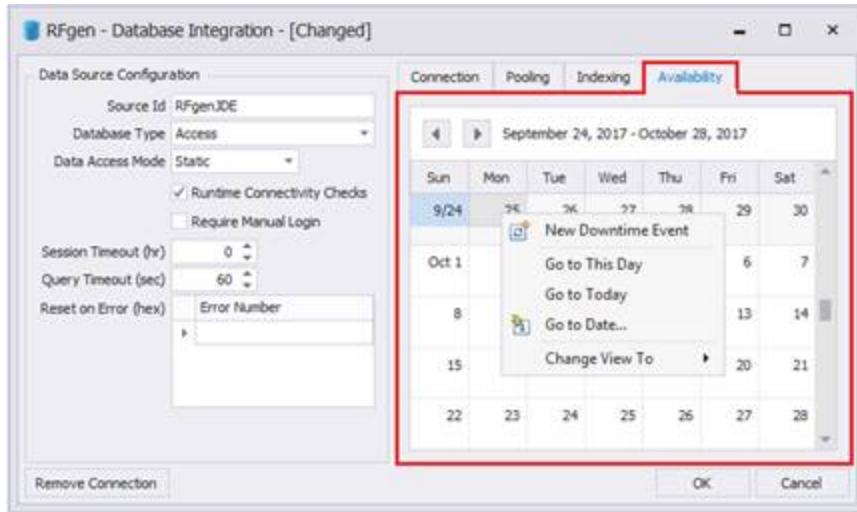 RFgen - Database Integration - [Changed]
Data Source Configuration
Source Id RFgenJDE
Database Type Access
Data Access Mode Static
Runtime Connectivity Checks
Require Manual Login
Session Timeout (hr) 0
Query Timeout (sec) 60
Reset on Error (hex) Error Number
Remove Connection
Connection Pooling Indexing Availability
September 24, 2017 - October 28, 2017
Sun Mon Tue Wed Thu Fri Sat
9/24 25 26 27 28 29 30
New Downtime Event
Oct 1 Go to This Day 6 7
Go to Today
8 Go to Date... 13 14
15 Change View To 20 21
22 23 24 25 26 27 28
OK Cancel